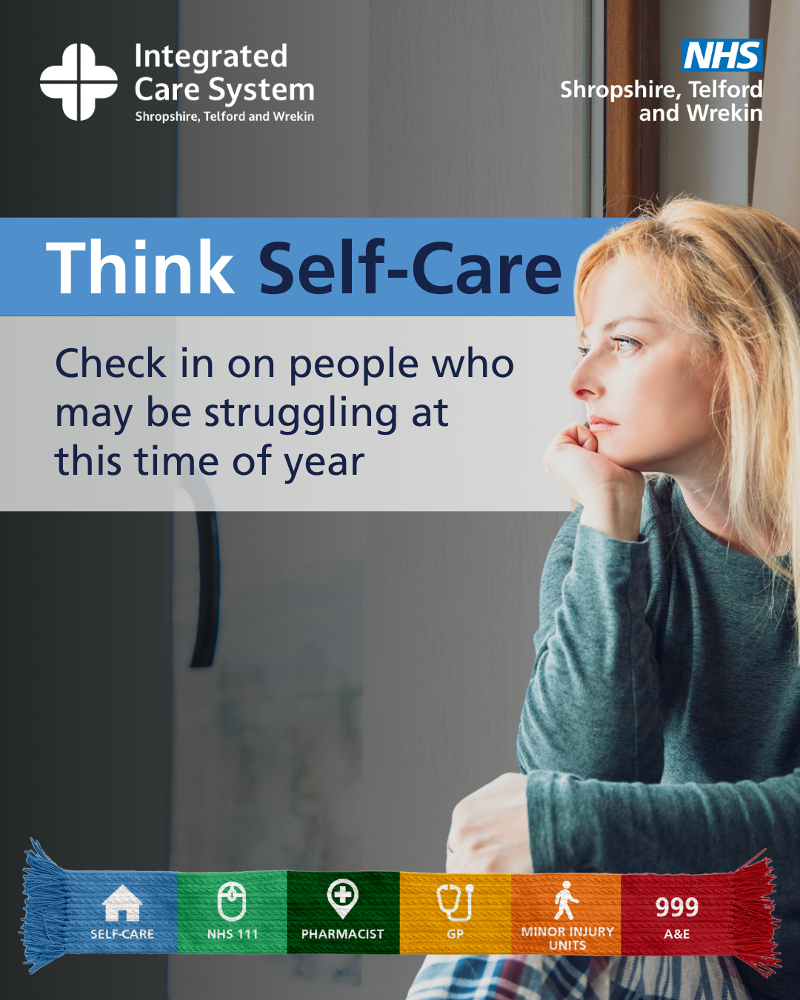 Integrated
Care System
Shropshire, Telford and Wrekin
NHS
Shropshire, Telford
and Wrekin
Think Self-Care
Check in on people who
may be struggling at
this time of year
SELF-CARE
NHS 111
PHARMACIST
GP
MINOR INJURY
UNITS
999
A&E